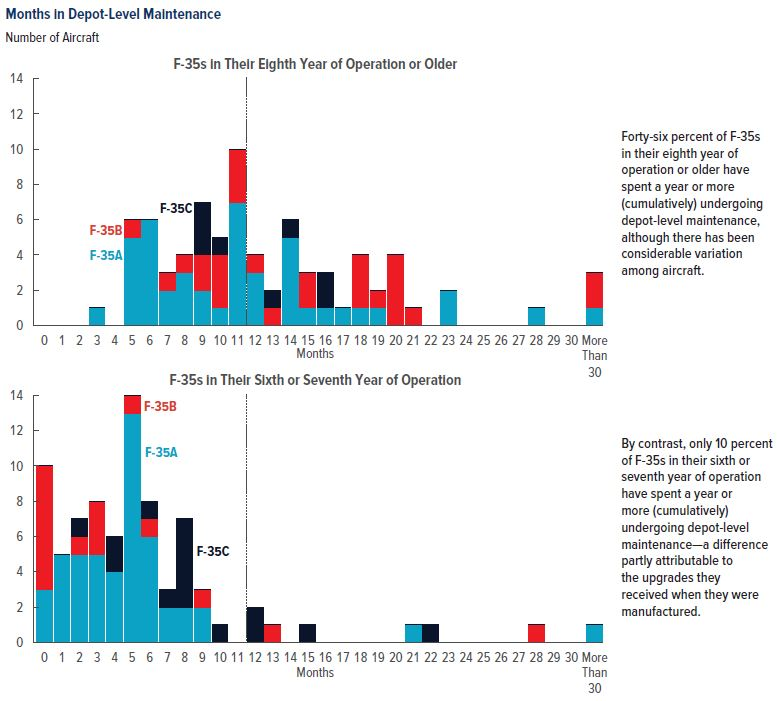 Months in Depot-Level Maintenance
Number of Aircraft
F-35s in Their Eighth Year of Operation or Older
14
12
10
8
6
4
2
0
F-35C
F-35B
F-35A
0 1 2 3 4 5 6 7 8 9 10 11 12 13 14 15 16 17 18 19 20 21 22 23 24 25 26 27 28 29 30 More
Than
30
Months
Forty-six percent of F-35s
in their eighth year of
operation or older have
spent a year or more
(cumulatively) undergoing
depot-level maintenance,
although there has been
considerable variation
among aircraft.
F-35s in Their Sixth or Seventh Year of Operation
14
12
10
8
6
4
2
0
F-35B
F-35A
F-35C
0 1 2 3 4 5 6 7 8 9 10 11 12 13 14 15 16 17 18 19 20 21 22 23 24 25 26 27 28 29 30 More
Than
30
Months
By contrast, only 10 percent
of F-35s in their sixth or
seventh year of operation
have spent a year or
more (cumulatively)
undergoing depot-level
maintenance—a difference
partly attributable to
the upgrades they
received when they were
manufactured.